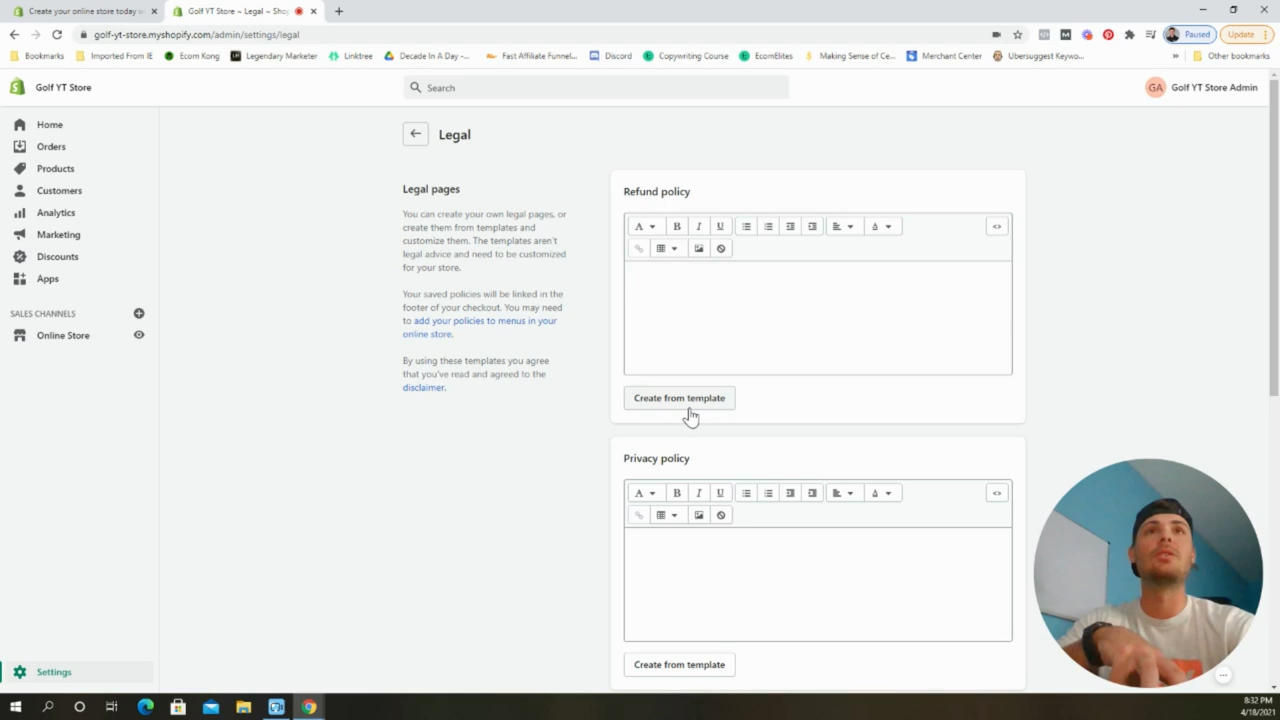 Create your online store today w
Golf YT Store ~ Legal ~ Sho
golf-yt-store.myshopify.com/admin/settings/legal
Paused
Update
Bookmarks
Imported From IE
Ecom Kong
Legendary Marketer
Linktree
Decade In A Day -...
Fast Affiliate Funnel...
Discord
Copywriting Course
EcomElites
Making Sense of Ce...
Merchant Center
Ubersuggest Keywo...
Other bookmarks
Golf YT Store
Search
GA
Golf YT Store Admin
Home
Orders
Products
Customers
Analytics
Marketing
Discounts
Apps
SALES CHANNELS
Online Store
Settings
Legal
Legal pages
You can create your own legal pages, or
create them from templates and
customize them. The templates aren't
legal advice and need to be customized
for your store.
Your saved policies will be linked in the
footer of your checkout. You may need
to add your policies to menus in your
online store.
By using these templates you agree
that you've read and agreed to the
disclaimer.
Refund policy
A B I U A <>
Create from template
Privacy policy
A B I U A <>
Create from template
8:32 PM
4/18/2021